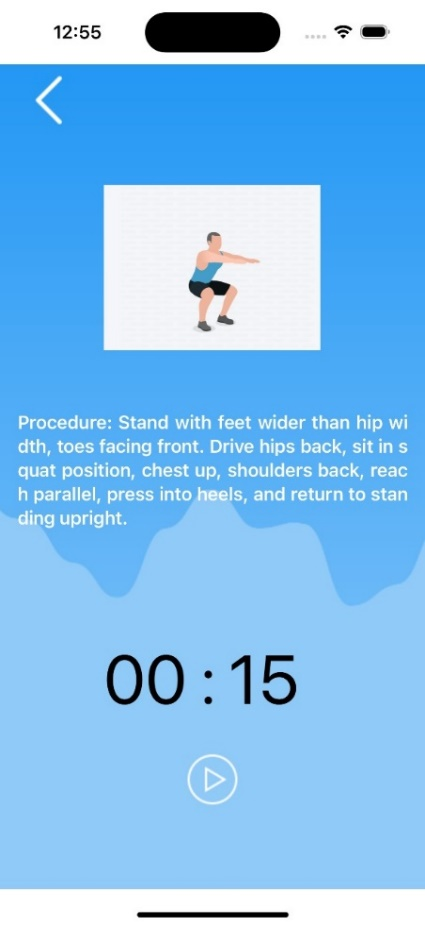 12:55
Procedure: Stand with feet wider than hip wi
dth, toes facing front. Drive hips back, sit in s
quat position, chest up, shoulders back, reac
h parallel, press into heels, and return to stan
ding upright.
00 : 15